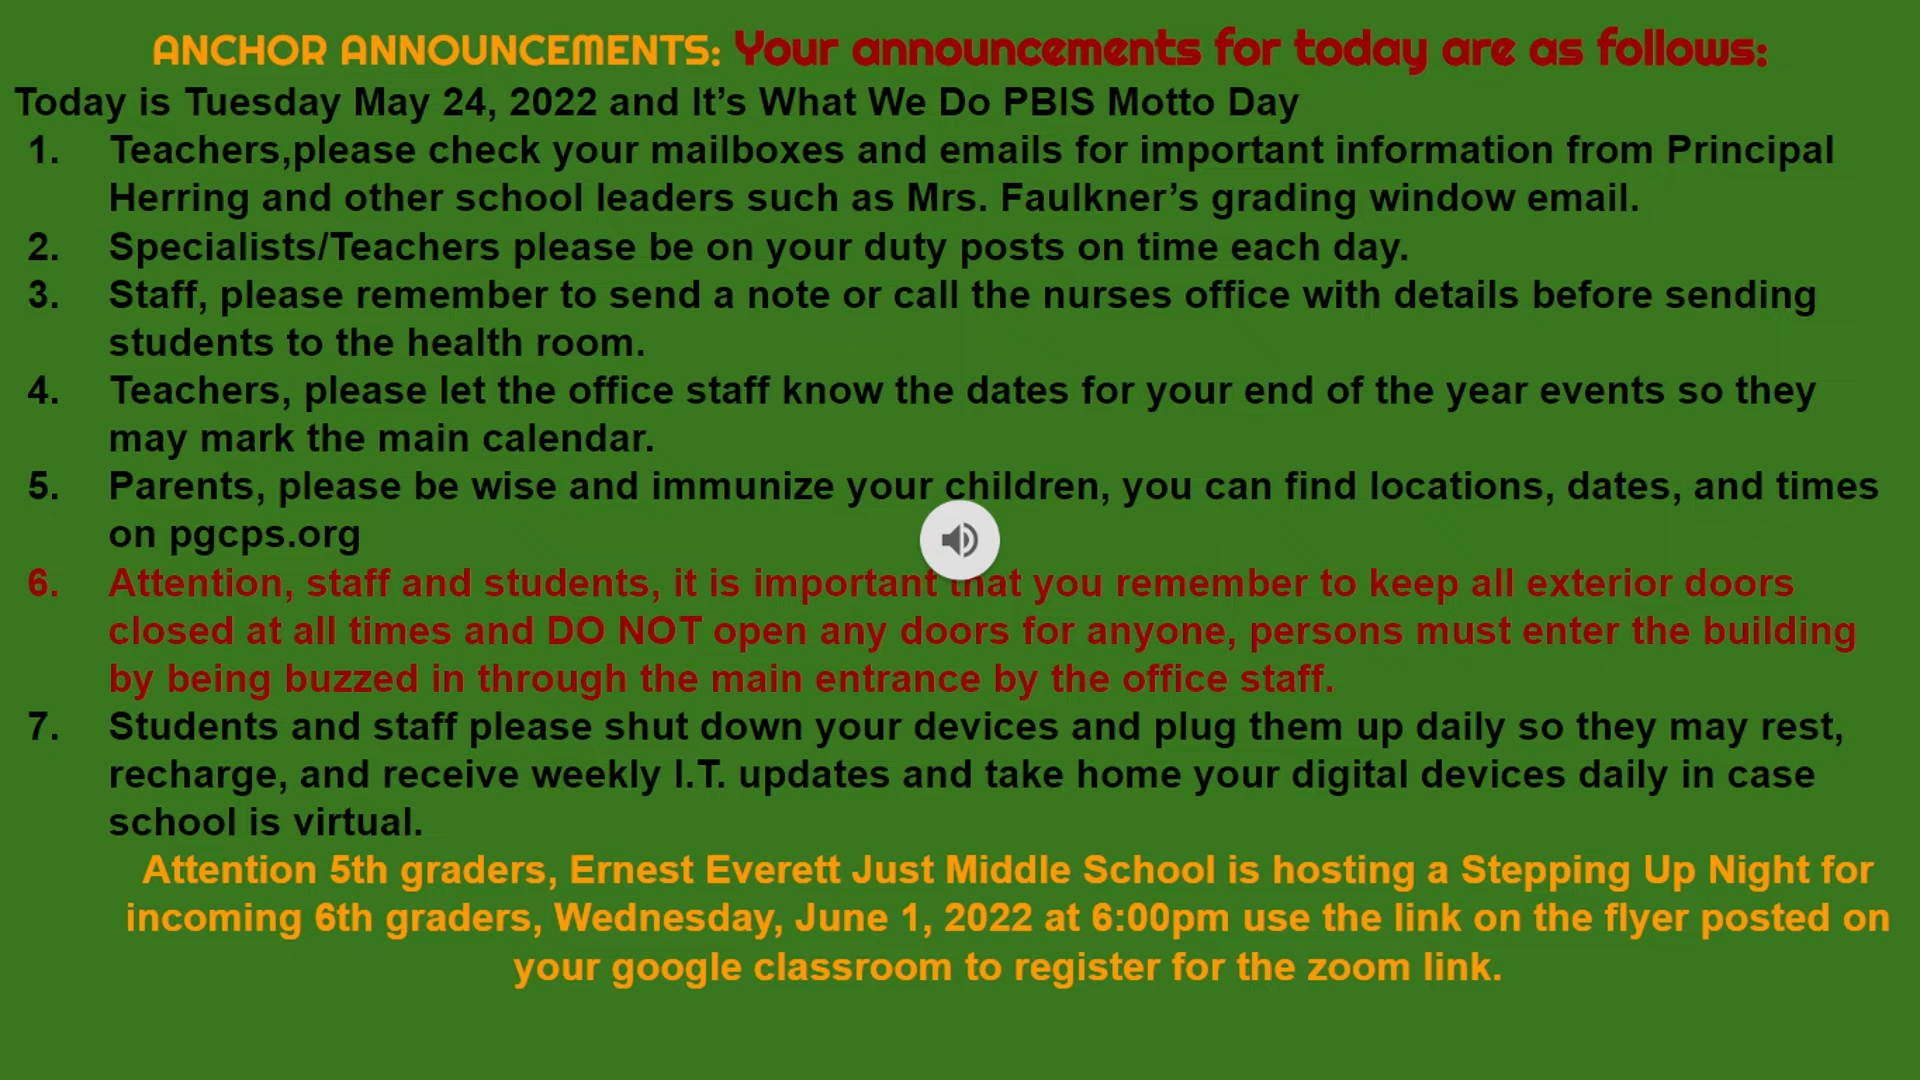 ANCHOR ANNOUNCEMENTS: Your announcements for today are as follows:
Today is Tuesday May 24, 2022 and It's What We Do PBIS Motto Day
1. Teachers,please check your mailboxes and emails for important information from Principal
Herring and other school leaders such as Mrs. Faulkner's grading window email.
2. Specialists/Teachers please be on your duty posts on time each day.
3. Staff, please remember to send a note or call the nurses office with details before sending
students to the health room.
4. Teachers, please let the office staff know the dates for your end of the year events so they
may mark the main calendar.
5. Parents, please be wise and immunize your children, you can find locations, dates, and times
on pgcps.org
6. Attention, staff and students, it is important that you remember to keep all exterior doors
closed at all times and DO NOT open any doors for anyone, persons must enter the building
by being buzzed in through the main entrance by the office staff.
7. Students and staff please shut down your devices and plug them up daily so they may rest,
recharge, and receive weekly I.T. updates and take home your digital devices daily in case
school is virtual.
Attention 5th graders, Ernest Everett Just Middle School is hosting a Stepping Up Night for
incoming 6th graders, Wednesday, June 1, 2022 at 6:00pm use the link on the flyer posted on
your google classroom to register for the zoom link.